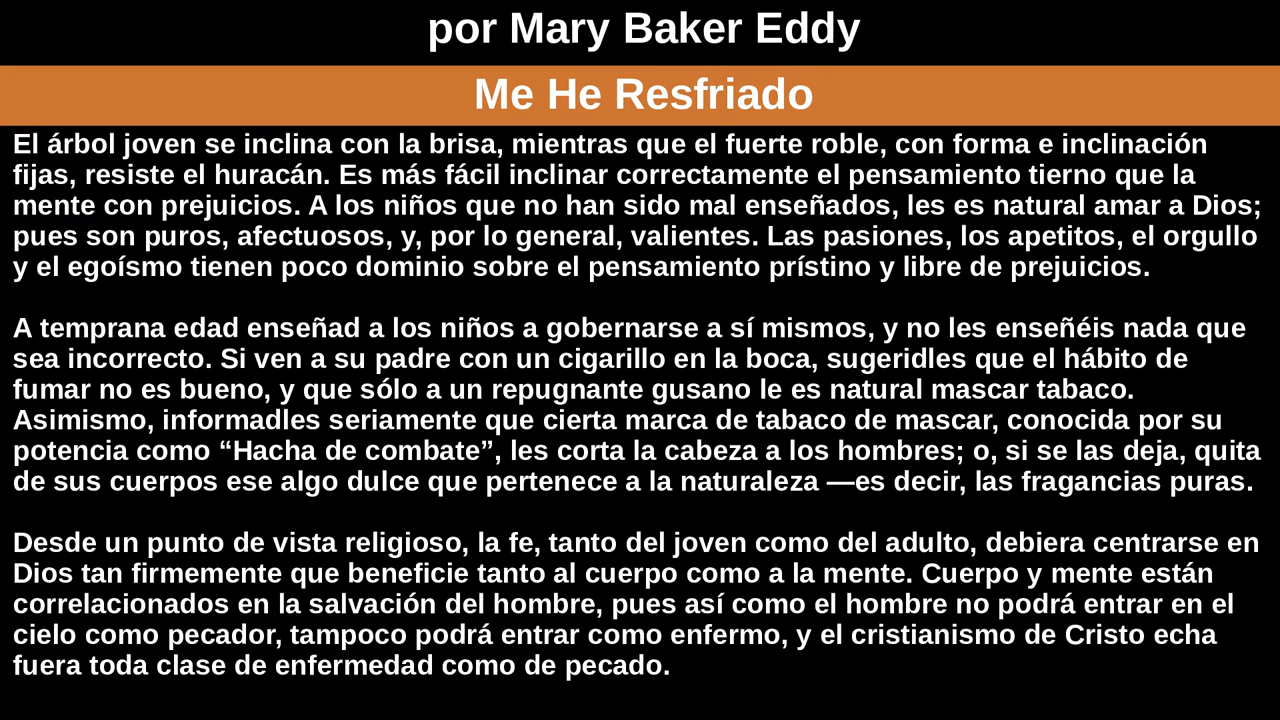 por Mary Baker Eddy
Me He Resfriado
El árbol joven se inclina con la brisa, mientras que el fuerte roble, con forma e inclinación
fijas, resiste el huracán. Es más fácil inclinar correctamente el pensamiento tierno que la
mente con prejuicios. A los niños que no han sido mal enseñados, les es natural amar a Dios;
pues son puros, afectuosos, y, por lo general, valientes. Las pasiones, los apetitos, el orgullo
y el egoísmo tienen poco dominio sobre el pensamiento prístino y libre de prejuicios.
A temprana edad enseñad a los niños a gobernarse a sí mismos, y no les enseñéis nada que
sea incorrecto. Si ven a su padre con un cigarillo en la boca, sugeridles que el hábito de
fumar no es bueno, y que sólo a un repugnante gusano le es natural mascar tabaco.
Asimismo, informadles seriamente que cierta marca de tabaco de mascar, conocida por su
potencia como “Hacha de combate”, les corta la cabeza a los hombres; o, si se las deja, quita
de sus cuerpos ese algo dulce que pertenece a la naturaleza —es decir, las fragancias puras.
Desde un punto de vista religioso, la fe, tanto del joven como del adulto, debiera centrarse en
Dios tan firmemente que beneficie tanto al cuerpo como a la mente. Cuerpo y mente están
correlacionados en la salvación del hombre, pues así como el hombre no podrá entrar en el
cielo como pecador, tampoco podrá entrar como enfermo, y el cristianismo de Cristo echa
fuera toda clase de enfermedad como de pecado.